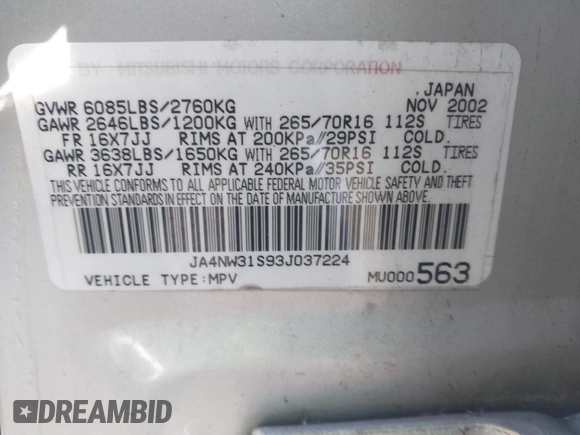 BY MITSUBISHI MOTORS CORPORATION
, JAPAN
GVWR 6085LBS/2760KG NOV 2002
GAWR 2646LBS/1200KG WITH 265/70R16 112S TIRES
FR 16X7JJ RIMS AT 200KPa//29PSI COLD.
GAWR 3638LBS/1650KG WITH 265/70R16 112S TIRES
RR 16X7JJ RIMS AT 240KPa//35PSI COLD.
THIS VEHICLE CONFORMS TO ALL APPLICABLE FEDERAL MOTOR VEHICLE SAFETY AND THEFT
PREVENTION STANDARDS IN EFFECT ON THE DATE OF MANUFACTURE SHOWN ABOVE.
JA4NW31S93J037224
VEHICLE TYPE:MPV MU000563
DREAMBID